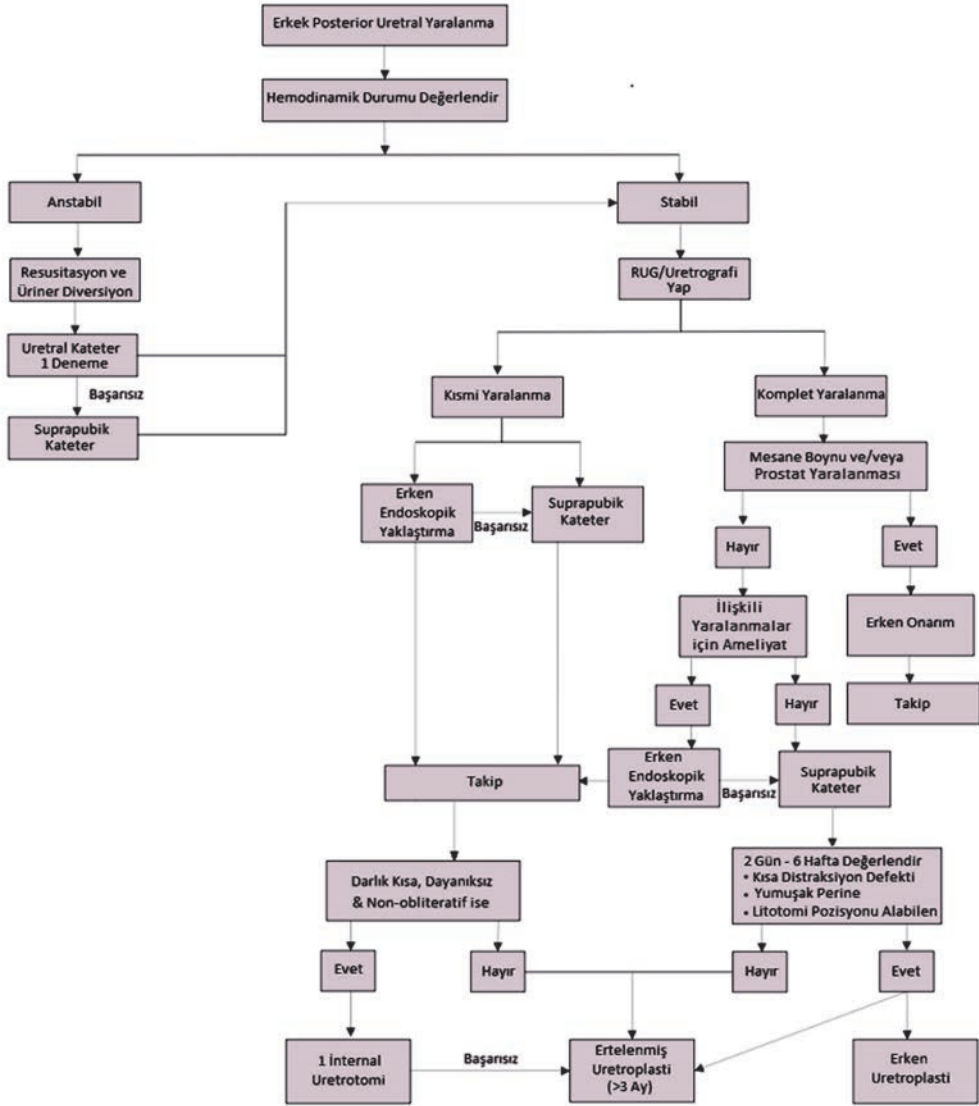 Erkek Posterior Uretral Yaralanma
Hemodinamik Durumu Değerlendir
Anstabil
Stabil
Resusitasyon ve
Üriner Diversiyon
RUG/Uretrografi
Yap
Uretral Kateter
1 Deneme
Başarısız
Suprapubik
Kateter
Kısmi Yaralanma
Komplet Yaralanma
Mesane Boynu ve/veya
Prostat Yaralanması
Erken
Endoskopik
Yaklaştırma
Başarısız
Suprapubik
Kateter
Hayır
Evet
İlişkili
Yaralanmalar
için Ameliyat
Erken Onarım
Evet
Hayır
Takip
Takip
Erken
Endoskopik
Yaklaştırma
Başarısız
Suprapubik
Kateter
Darlık Kısa, Dayanıksız
& Non-obliteratif ise
2 Gün - 6 Hafta Değerlendir
• Kısa Distraksiyon Defekti
• Yumuşak Perine
• Litotomi Pozisyonu Alabilen
Evet
Hayır
Hayır
Evet
1 İnternal
Uretrotomi
Başarısız
Ertelenmiş
Uretroplasti
(>3 Ay)
Erken
Uretroplasti